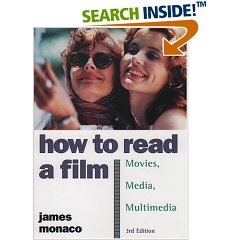 SEARCH INSIDE!™
how to read
a film
Movies,
Media,
Multimedia
james
monaco
3rd Edition